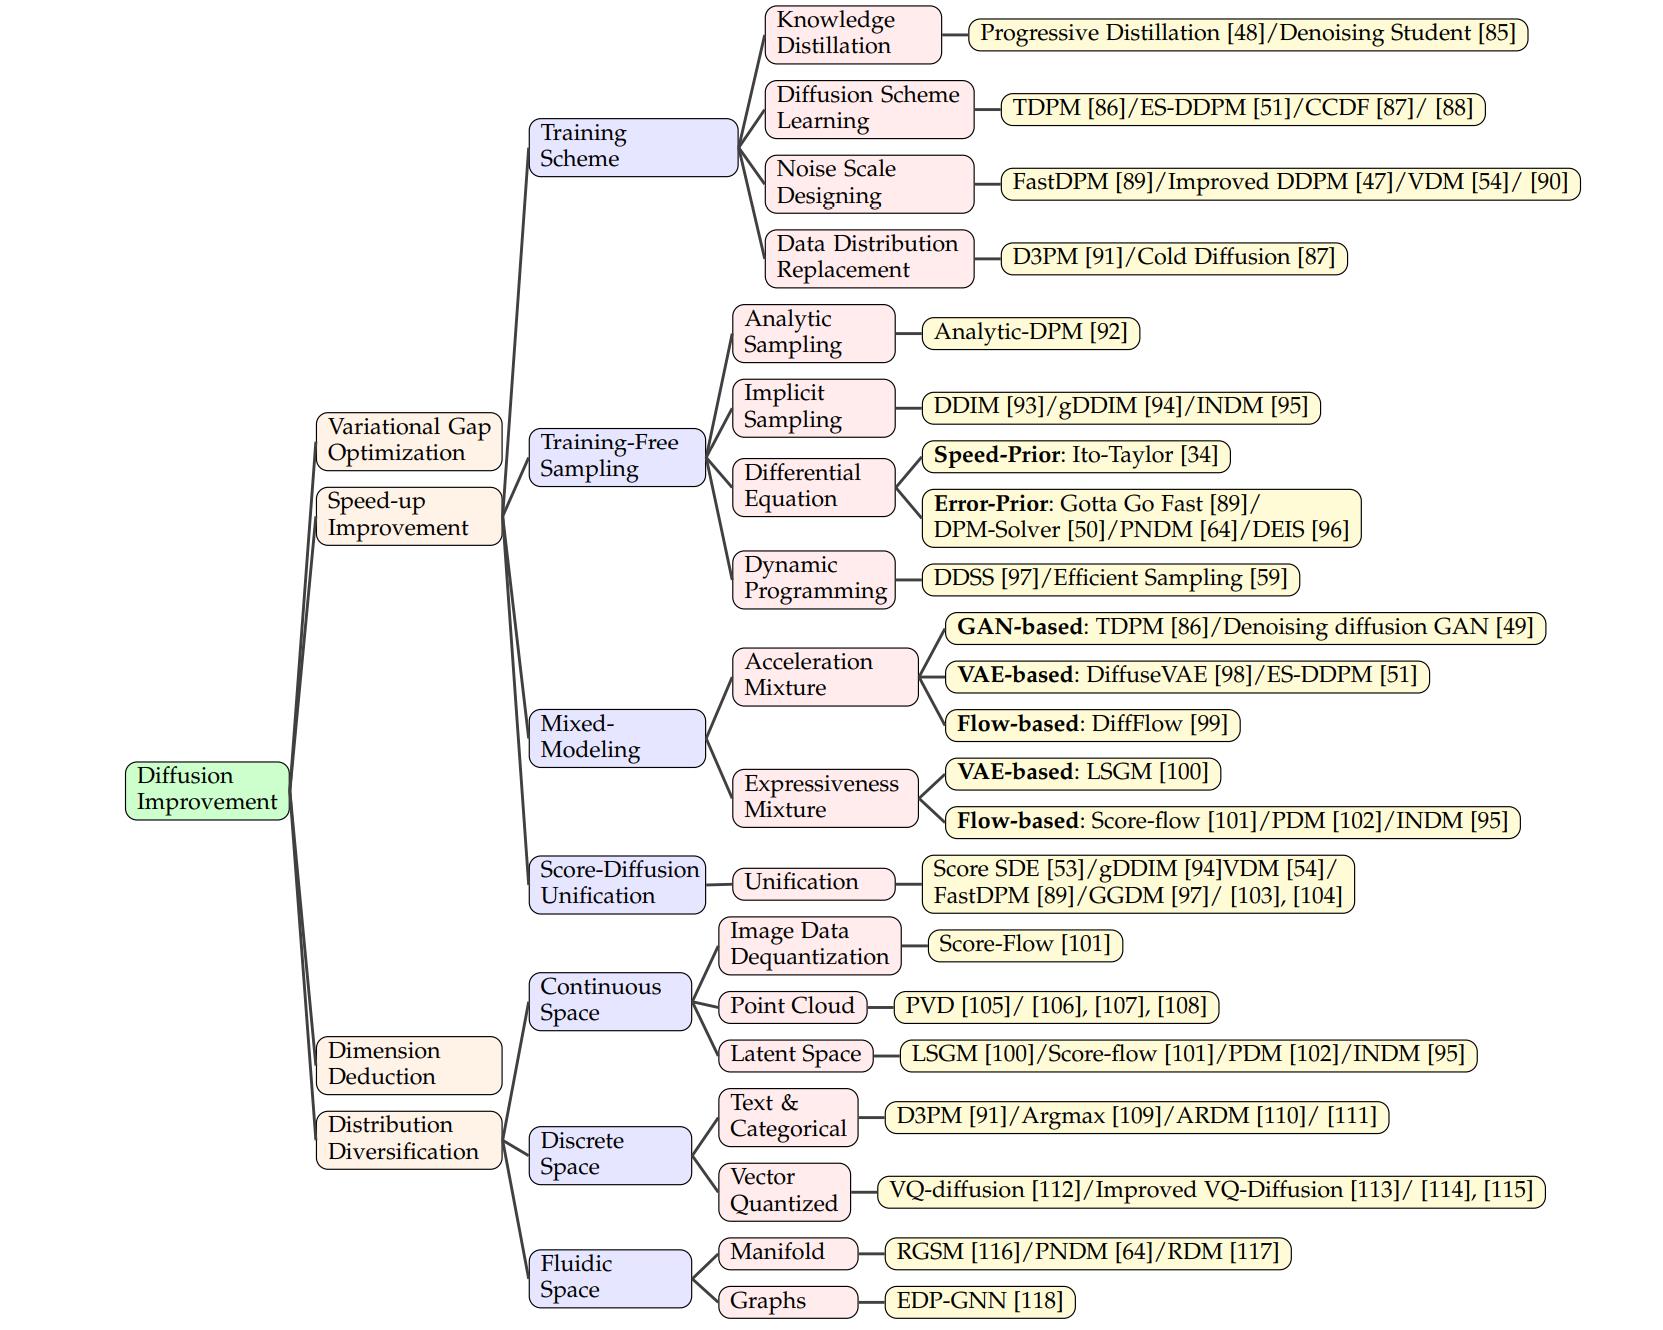 Knowledge
Distillation
Progressive Distillation [48]/Denoising Student [85]
Diffusion Scheme
Learning
TDPM [86]/ES-DDPM [51]/CCDF [87]/ [88]
Training
Scheme
Noise Scale
Designing
FastDPM [89]/Improved DDPM [47]/VDM [54]/ [90]
Data Distribution
Replacement
D3PM [91]/Cold Diffusion [87]
Analytic
Sampling
Analytic-DPM [92]
Implicit
Sampling
DDIM [93]/gDDIM [94]/INDM [95]
Variational Gap
Optimization
Training-Free
Sampling
Differential
Equation
Speed-Prior: Ito-Taylor [34]
Error-Prior: Gotta Go Fast [89]/
DPM-Solver [50]/PNDM [64]/DEIS [96]
Speed-up
Improvement
Dynamic
Programming
DDSS [97]/Efficient Sampling [59]
Acceleration
Mixture
GAN-based: TDPM [86]/Denoising diffusion GAN [49]
VAE-based: DiffuseVAE [98]/ES-DDPM [51]
Flow-based: DiffFlow [99]
Mixed-
Modeling
Expressiveness
Mixture
VAE-based: LSGM [100]
Flow-based: Score-flow [101]/PDM [102]/INDM [95]
Diffusion
Improvement
Score-Diffusion
Unification
Unification
Score SDE [53]/gDDIM [94]VDM [54]/
FastDPM [89]/GGDM [97]/ [103], [104]
Image Data
Dequantization
Score-Flow [101]
Continuous
Space
Point Cloud
PVD [105]/ [106], [107], [108]
Latent Space
LSGM [100]/Score-flow [101]/PDM [102]/INDM [95]
Dimension
Deduction
Text &
Categorical
D3PM [91]/Argmax [109]/ARDM [110]/ [111]
Distribution
Diversification
Discrete
Space
Vector
Quantized
VQ-diffusion [112]/Improved VQ-Diffusion [113]/ [114], [115]
Manifold
RGSM [116]/PNDM [64]/RDM [117]
Fluidic
Space
Graphs
EDP-GNN [118]